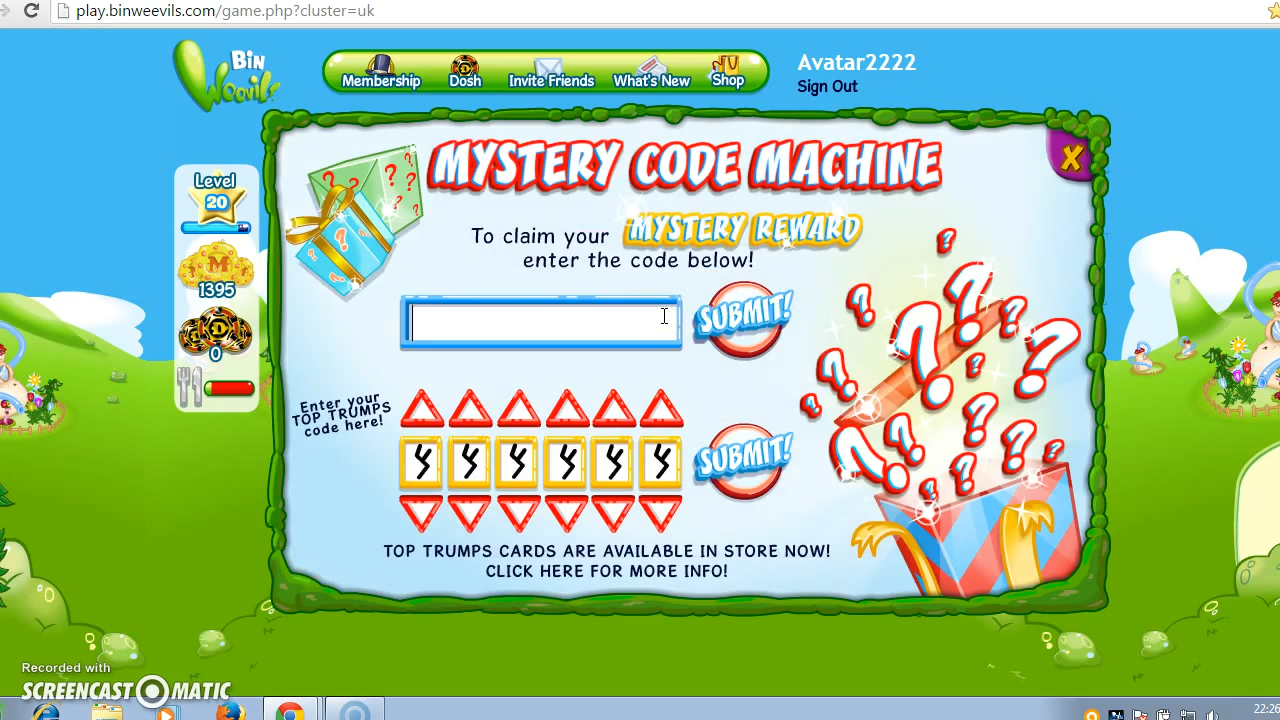 play.binweevils.com/game.php?cluster=uk
Bin Weevils
Membership
Dosh
Invite Friends
What's New
Shop
Avatar2222
Sign Out
Level
20
M
1395
D
0
MYSTERY CODE MACHINE
To claim your MYSTERY REWARD
enter the code below!
SUBMIT!
Enter your
TOP TRUMPS
code here!
SUBMIT!
TOP TRUMPS CARDS ARE AVAILABLE IN STORE NOW!
CLICK HERE FOR MORE INFO!
X
Recorded with
SCREENCAST O MATIC
22:26